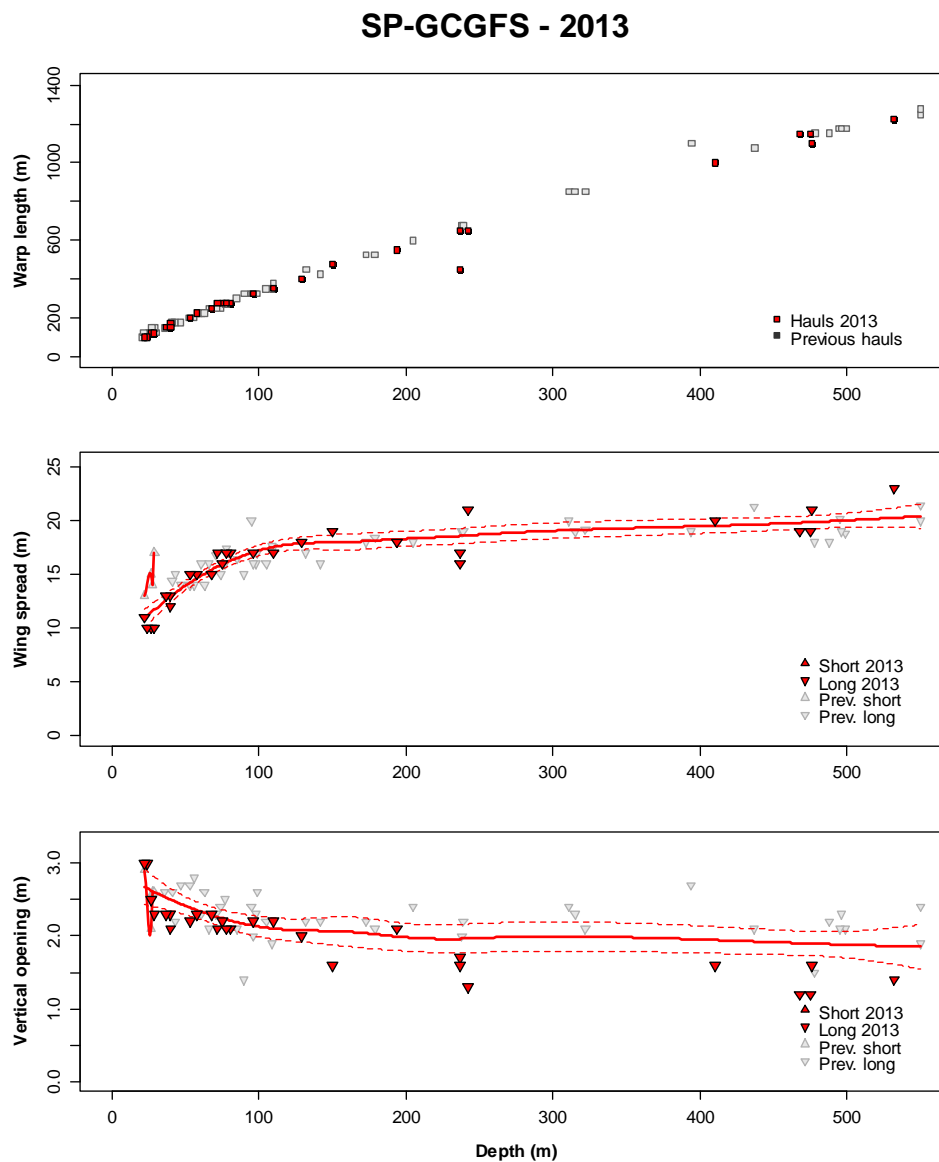 SP-GCGFS - 2013
Warp length (m)
0 200 600 1000 1400
Hauls 2013
Previous hauls
0 100 200 300 400 500
Wing spread (m)
0 5 10 15 20 25
Short 2013
Long 2013
Prev. short
Prev. long
0 100 200 300 400 500
Vertical opening (m)
0.0 1.0 2.0 3.0
Short 2013
Long 2013
Prev. short
Prev. long
0 100 200 300 400 500
Depth (m)